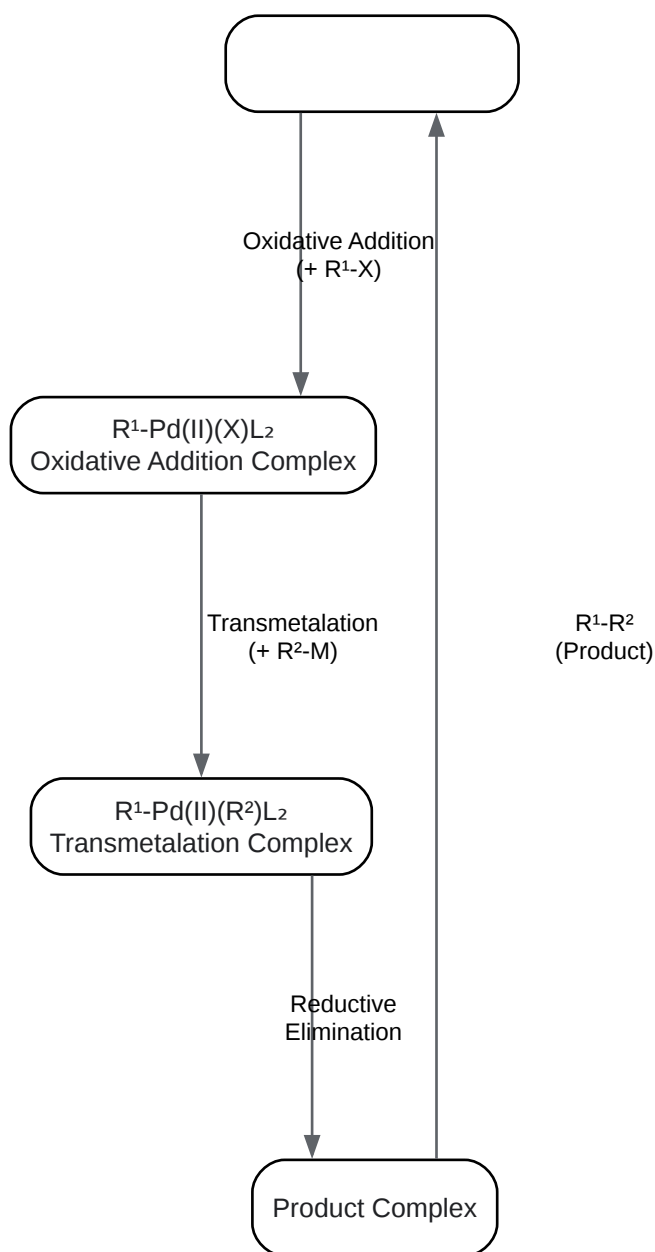 Oxidative Addition
(+ R¹-X)
R¹-Pd(II)(X)L₂
Oxidative Addition Complex
Transmetalation
(+ R²-M)
R¹-R²
(Product)
R¹-Pd(II)(R²)L₂
Transmetalation Complex
Reductive
Elimination
Product Complex